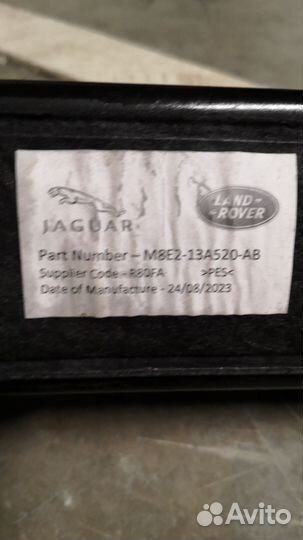 JAGUAR
LAND-
-ROVER
Part Number – M8E2-13A520-AB
Supplier Code - R80FA >PES<
Date of Manufacture - 24/08/2023
Avito